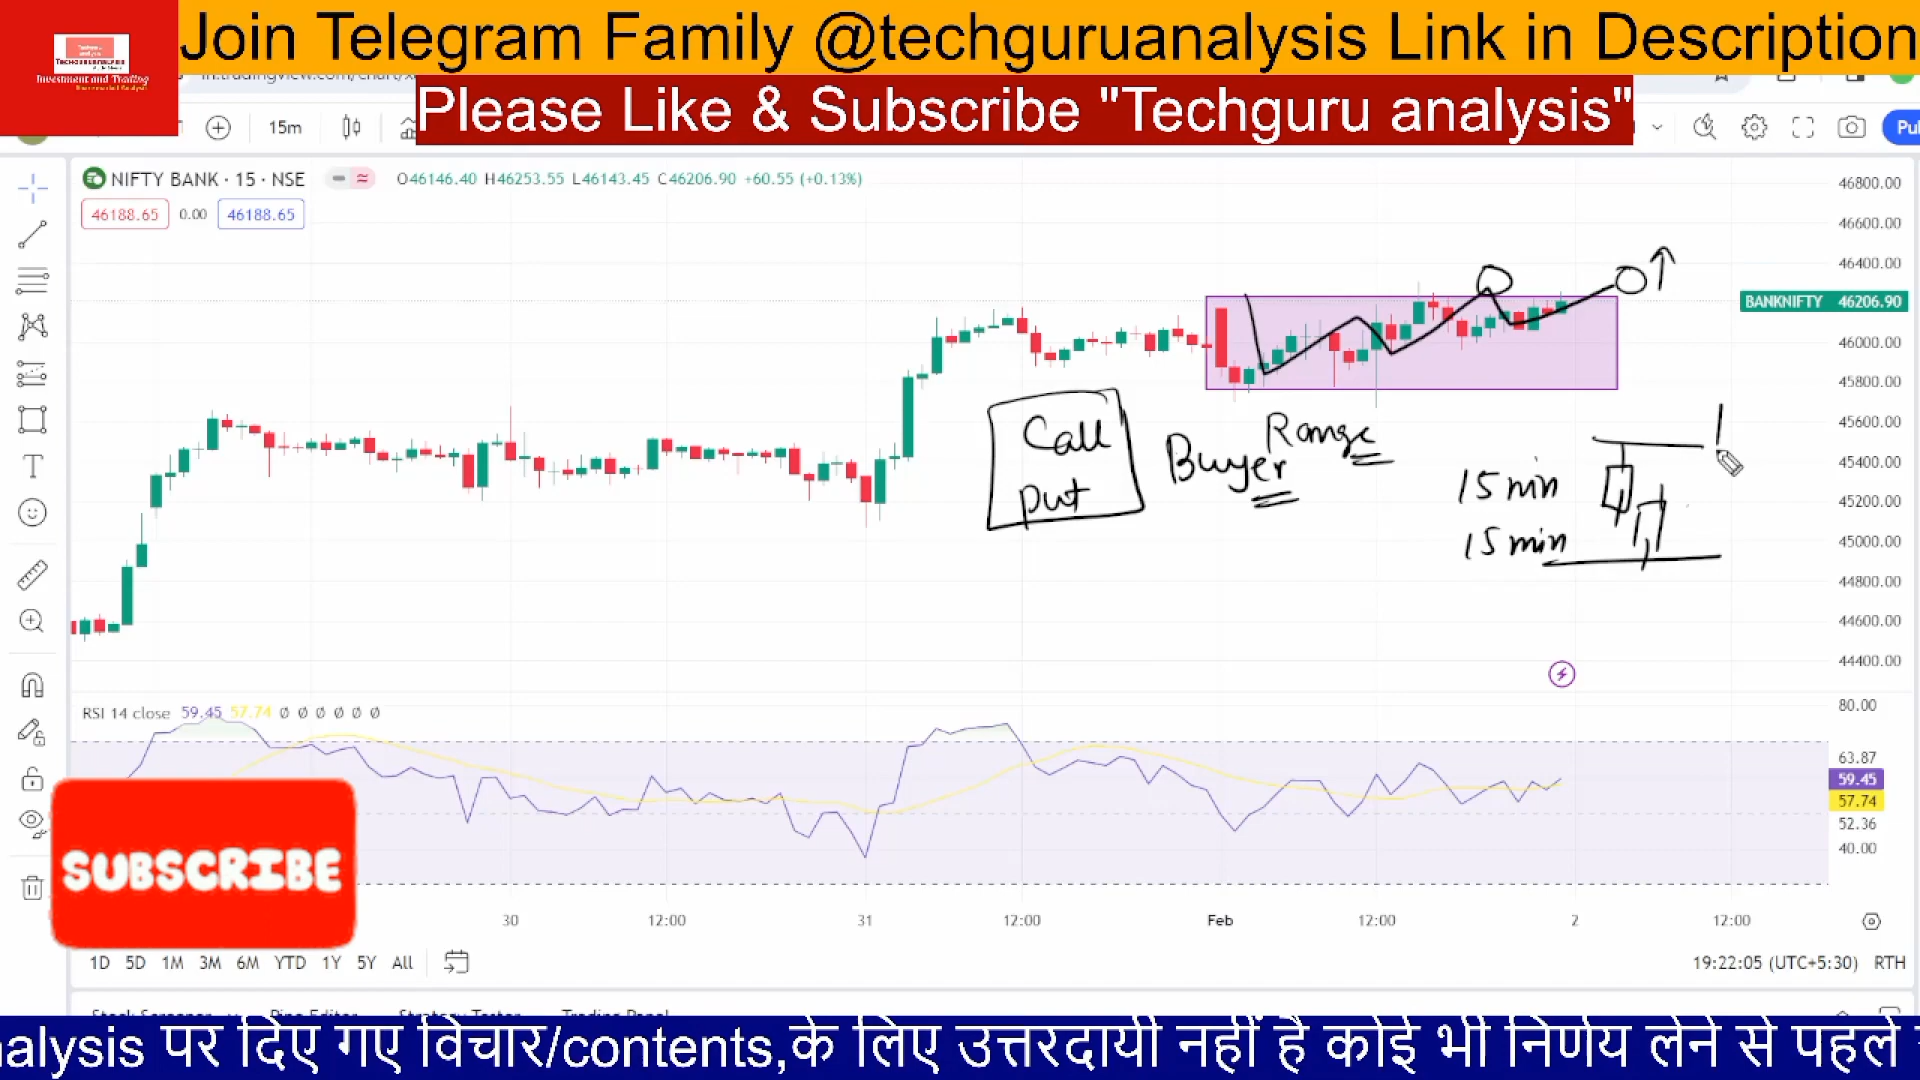 Join Telegram Family @techguruanalysis Link in Description
Please Like & Subscribe "Techguru analysis"
Investment and Trading
15m
NIFTY BANK · 15 · NSE
O46146.40 H46253.55 L46143.45 C46206.90 +60.55 (+0.13%)
46188.65 0.00 46188.65
46800.00
46600.00
46400.00
BANKNIFTY 46206.90
46000.00
45800.00
45600.00
45400.00
45200.00
45000.00
44800.00
44600.00
44400.00
Call
Put
Buyer
Range
15 min
15 min
RSI 14 close 59.45 57.74 Ø Ø Ø Ø Ø Ø
80.00
63.87
59.45
57.74
52.36
40.00
SUBSCRIBE
30 12:00 31 12:00 Feb 12:00 2 12:00
1D 5D 1M 3M 6M YTD 1Y 5Y All
19:22:05 (UTC+5:30) RTH
nalysis पर दिए गए विचार/contents,के लिए उत्तरदायी नहीं है कोई भी निर्णय लेने से पहले